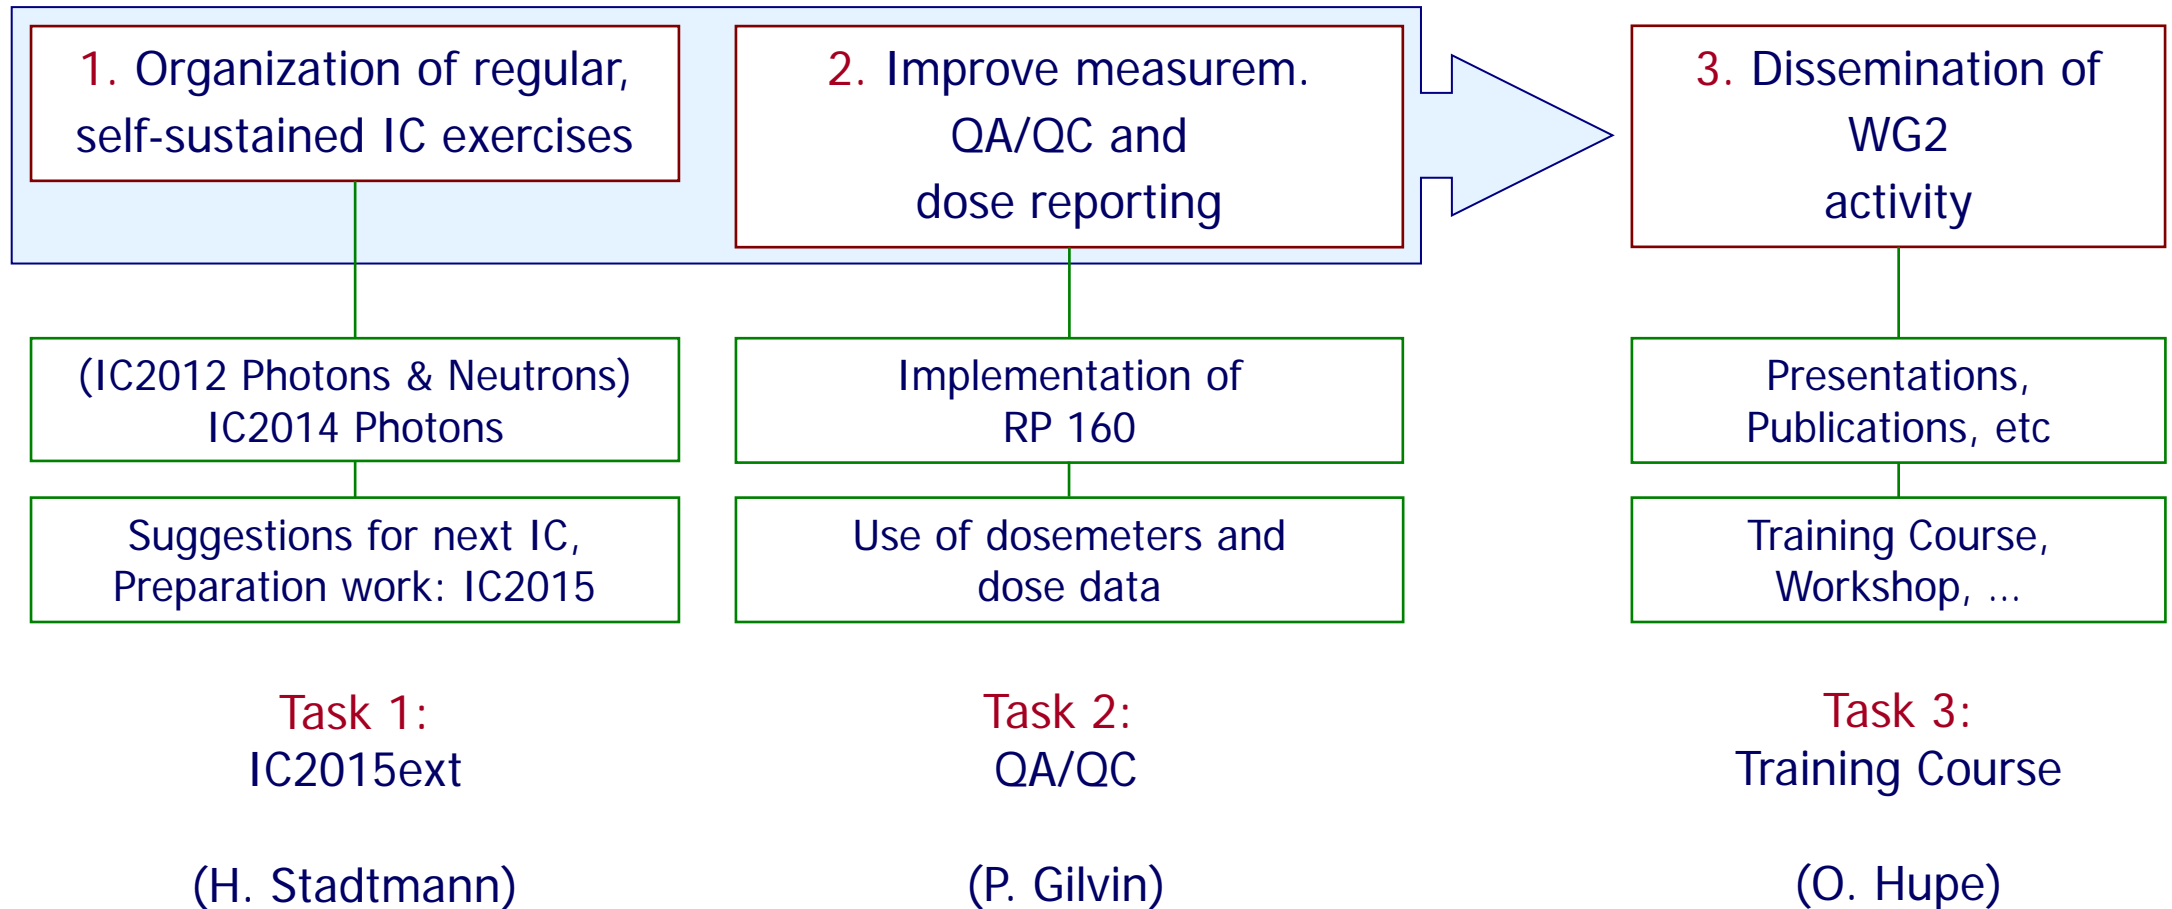 1. Organization of regular,
self-sustained IC exercises
2. Improve measurem.
QA/QC and
dose reporting
3. Dissemination of
WG2
activity
(IC2012 Photons & Neutrons)
IC2014 Photons
Implementation of
RP 160
Presentations,
Publications, etc
Suggestions for next IC,
Preparation work: IC2015
Use of dosemeters and
dose data
Training Course,
Workshop, ...
Task 1:
IC2015ext
(H. Stadtmann)
Task 2:
QA/QC
(P. Gilvin)
Task 3:
Training Course
(O. Hupe)